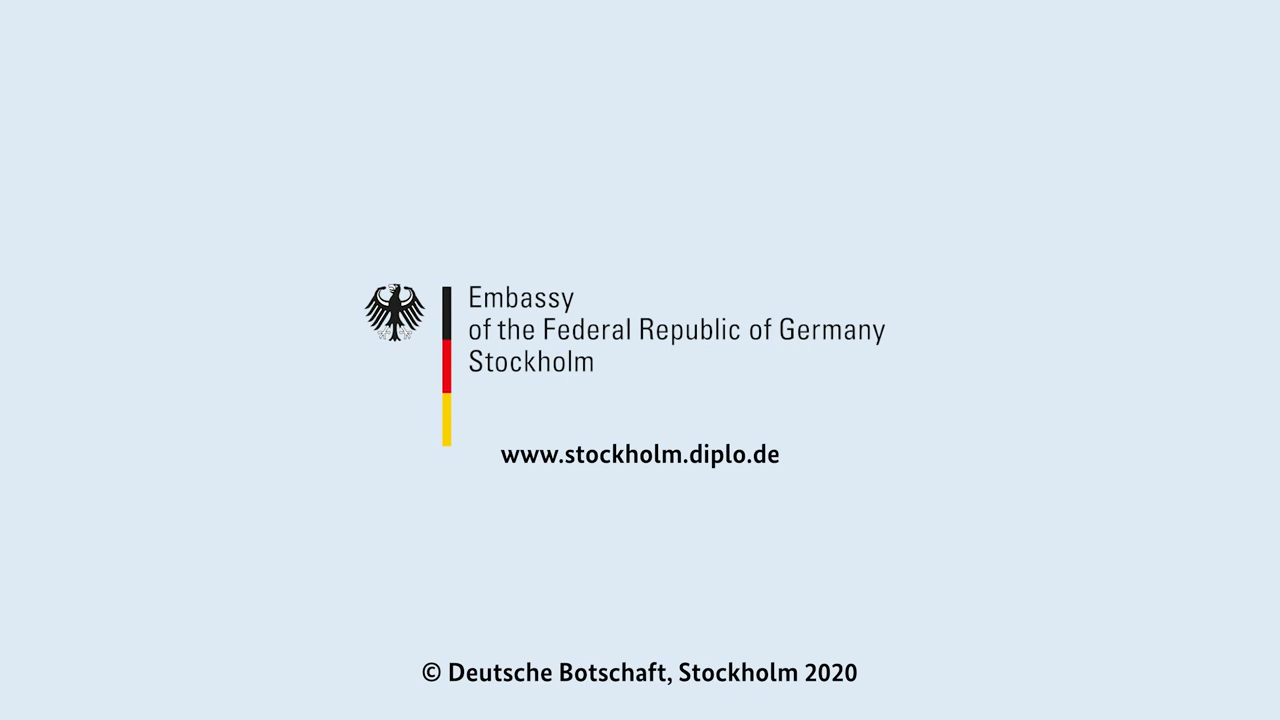 Embassy
of the Federal Republic of Germany
Stockholm
www.stockholm.diplo.de
© Deutsche Botschaft, Stockholm 2020